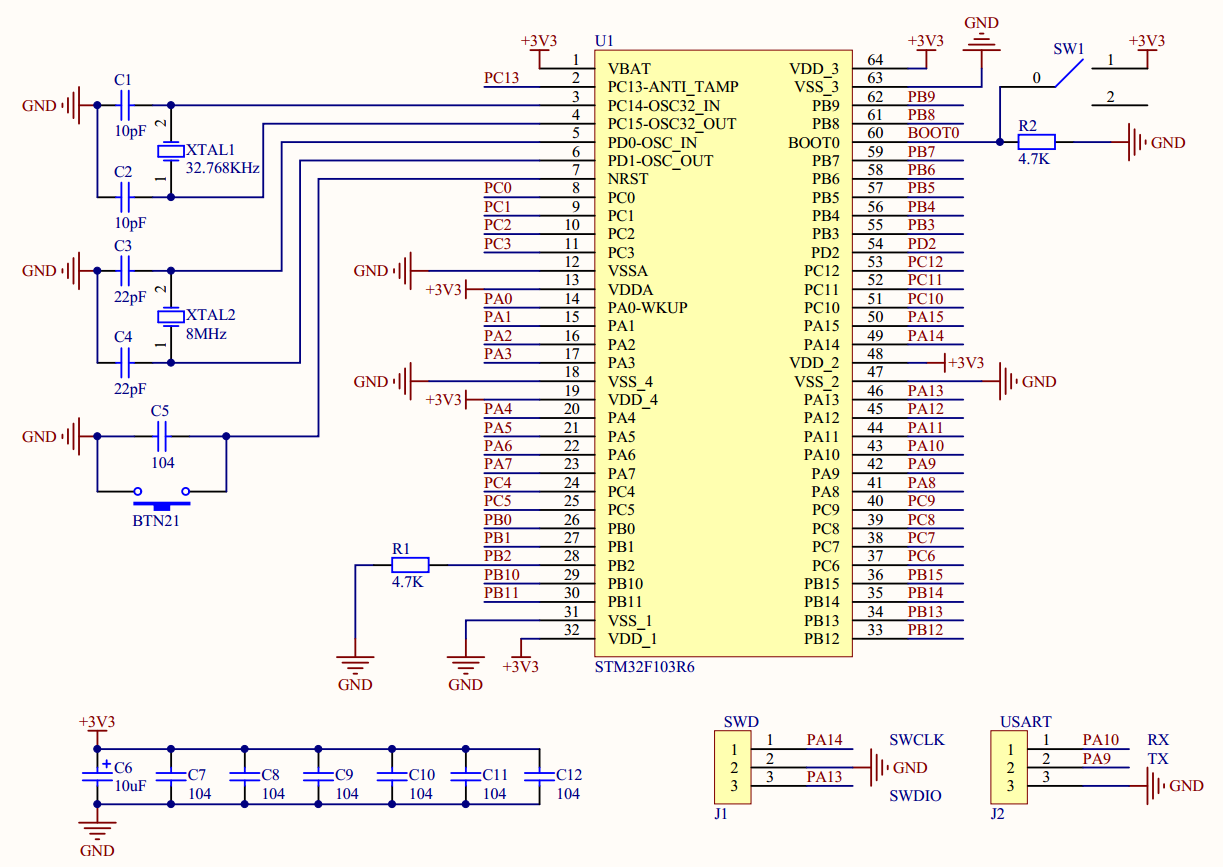 GND
C1
10pF
2
XTAL1
32.768KHz
1
C2
10pF
GND
C3
22pF
2
XTAL2
8MHz
1
C4
22pF
GND
C5
104
BTN21
+3V3
U1
1 VBAT
PC13 2 PC13-ANTI_TAMP
3 PC14-OSC32_IN
4 PC15-OSC32_OUT
5 PD0-OSC_IN
6 PD1-OSC_OUT
7 NRST
PC0 8 PC0
PC1 9 PC1
PC2 10 PC2
PC3 11 PC3
GND 12 VSSA
+3V3 13 VDDA
PA0 14 PA0-WKUP
PA1 15 PA1
PA2 16 PA2
PA3 17 PA3
GND 18 VSS_4
+3V3 19 VDD_4
PA4 20 PA4
PA5 21 PA5
PA6 22 PA6
PA7 23 PA7
PC4 24 PC4
PC5 25 PC5
PB0 26 PB0
PB1 27 PB1
R1
4.7K
PB2 28 PB2
PB10 29 PB10
PB11 30 PB11
31 VSS_1
32 VDD_1
GND
GND
+3V3
STM32F103R6
+3V3
GND
VDD_3 64
VSS_3 63
PB9 62 PB9
PB8 61 PB8
BOOT0 60 BOOT0
PB7 59 PB7
PB6 58 PB6
PB5 57 PB5
PB4 56 PB4
PB3 55 PB3
PD2 54 PD2
PC12 53 PC12
PC11 52 PC11
PC10 51 PC10
PA15 50 PA15
PA14 49 PA14
VDD_2 48 +3V3
VSS_2 47 GND
PA13 46 PA13
PA12 45 PA12
PA11 44 PA11
PA10 43 PA10
PA9 42 PA9
PA8 41 PA8
PC9 40 PC9
PC8 39 PC8
PC7 38 PC7
PC6 37 PC6
PB15 36 PB15
PB14 35 PB14
PB13 34 PB13
PB12 33 PB12
SW1
+3V3
0
1
2
R2
4.7K
GND
+3V3
C6
10uF
C7
104
C8
104
C9
104
C10
104
C11
104
C12
104
+
GND
SWD
1 1 PA14 SWCLK
2 2 GND
3 3 PA13 SWDIO
J1
USART
1 1 PA10 RX
2 2 PA9 TX
3 3 GND
J2